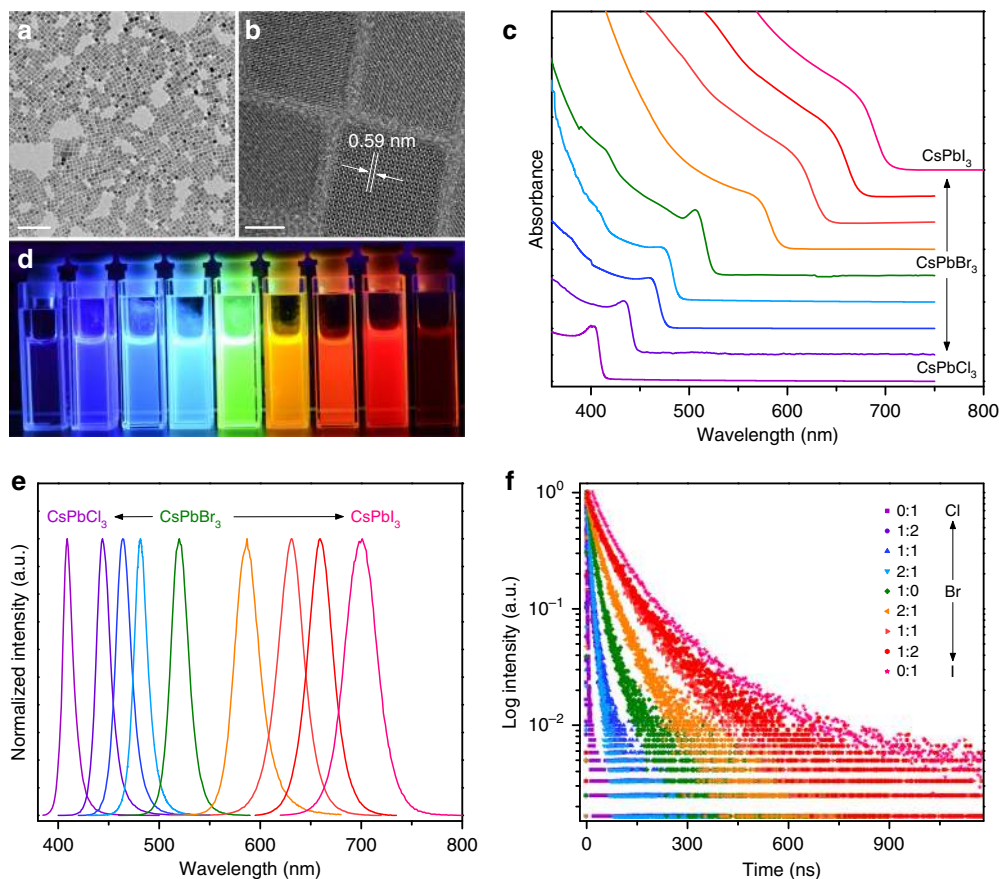 a
b
0.59 nm
c
Absorbance
CsPbI3
CsPbBr3
CsPbCl3
400 500 600 700 800
Wavelength (nm)
d
e
Normalized intensity (a.u.)
CsPbCl3 CsPbBr3 CsPbI3
400 500 600 700 800
Wavelength (nm)
f
Log intensity (a.u.)
10^0
10^-1
10^-2
0:1 Cl
1:2
1:1
2:1
1:0 Br
2:1
1:1
1:2
0:1 I
0 300 600 900
Time (ns)